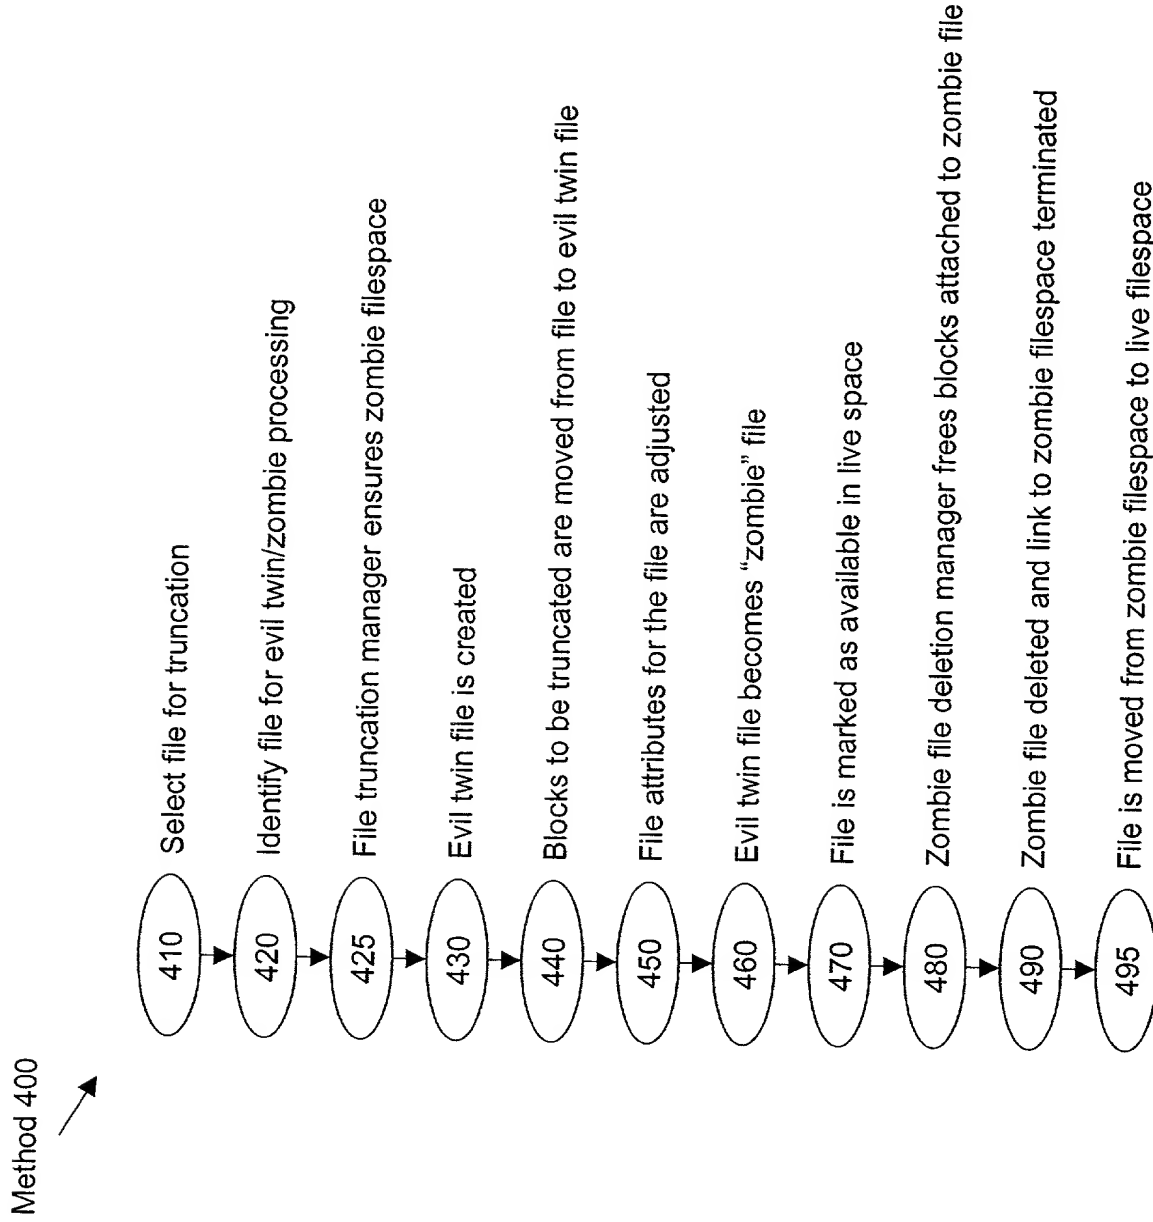 Method 400
410 Select file for truncation
420 Identify file for evil twin/zombie processing
425 File truncation manager ensures zombie filespace
430 Evil twin file is created
440 Blocks to be truncated are moved from file to evil twin file
450 File attributes for the file are adjusted
460 Evil twin file becomes “zombie” file
470 File is marked as available in live space
480 Zombie file deletion manager frees blocks attached to zombie file
490 Zombie file deleted and link to zombie filespace terminated
495 File is moved from zombie filespace to live filespace